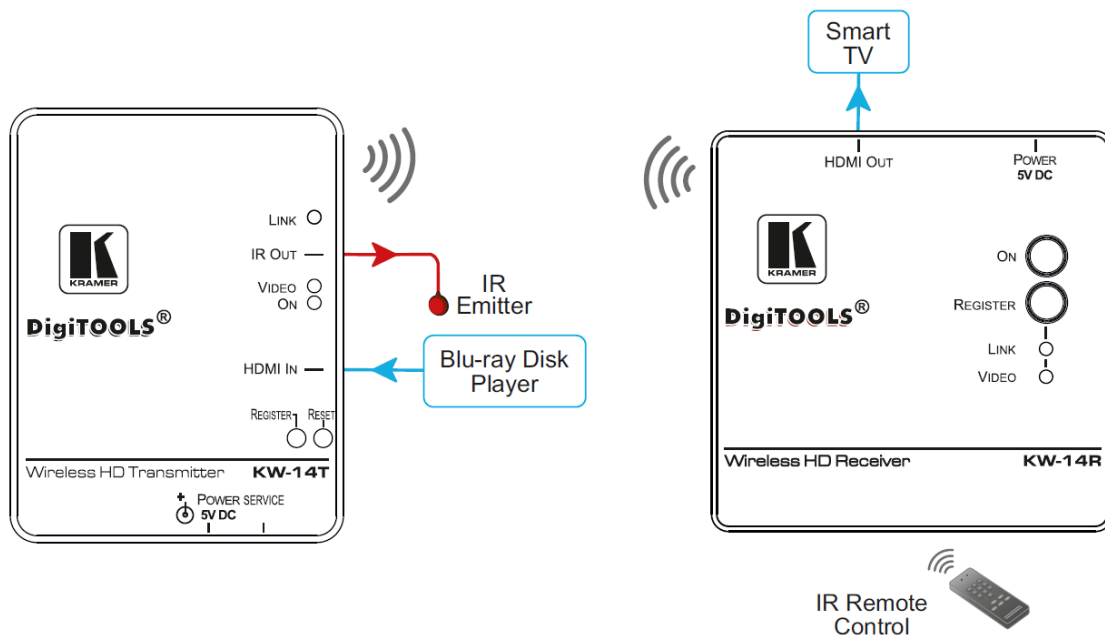 Smart
TV
LINK
IR OUT
VIDEO
ON
K
KRAMER
DigiTOOLS®
IR
Emitter
HDMI IN
Blu-ray Disk
Player
REGISTER
RESET
Wireless HD Transmitter KW-14T
+ POWER SERVICE
5V DC
HDMI OUT
POWER
5V DC
K
KRAMER
DigiTOOLS®
ON
REGISTER
LINK
VIDEO
Wireless HD Receiver KW-14R
IR Remote
Control